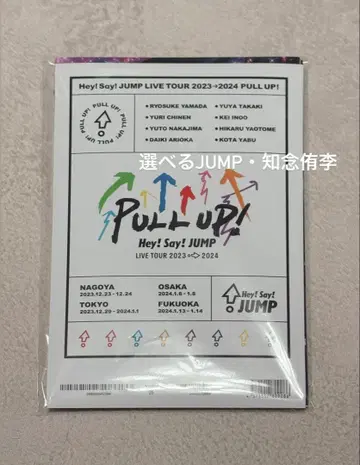 Hey! Say! JUMP LIVE TOUR 2023→2024 PULL UP!
PULL UP! PULL UP! PULL UP!
●RYOSUKE YAMADA
●YUYA TAKAKI
●YURI CHINEN
●KEI INOO
●YUTO NAKAJIMA
●HIKARU YAOTOME
●DAIKI ARIOKA
●KOTA YABU
選べるJUMP・知念侑李
PULL UP!
Hey! Say! JUMP
LIVE TOUR 2023 → 2024
NAGOYA
2023.12.23 - 12.24
OSAKA
2024.1.6 - 1.8
TOKYO
2023.12.29 - 2024.1.1
FUKUOKA
2024.1.13 - 1.14
Hey! Say!
JUMP